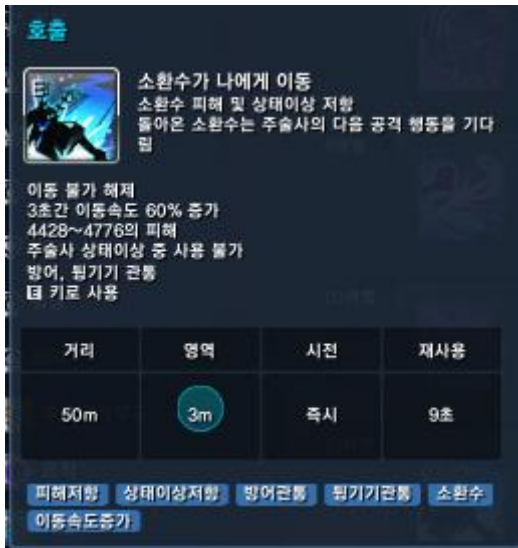 호출
E
소환수가 나에게 이동
소환수 피해 및 상태이상 저항
돌아온 소환수는 주술사의 다음 공격 행동을 기다
림
이동 불가 해제
3초간 이동속도 60% 증가
4428~4776의 피해
주술사 상태이상 중 사용 불가
방어, 튕기기 관통
E 키로 사용
거리 영역 시전 재사용
50m 3m 즉시 9초
피해저항 상태이상저항 방어관통 튕기기관통 소환수
이동속도증가